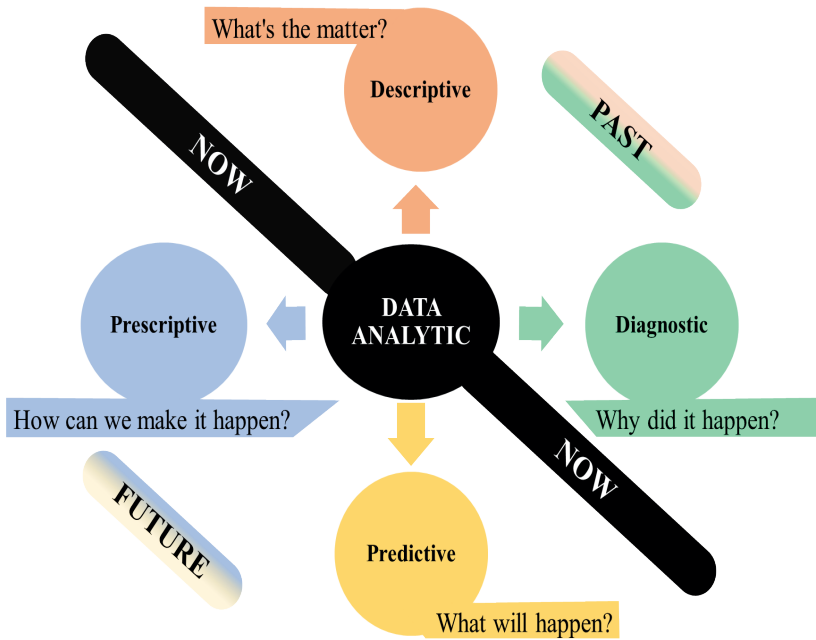 What's the matter?
Descriptive
PAST
NOW
DATA
ANALYTIC
Prescriptive
Diagnostic
How can we make it happen?
Why did it happen?
NOW
FUTURE
Predictive
What will happen?